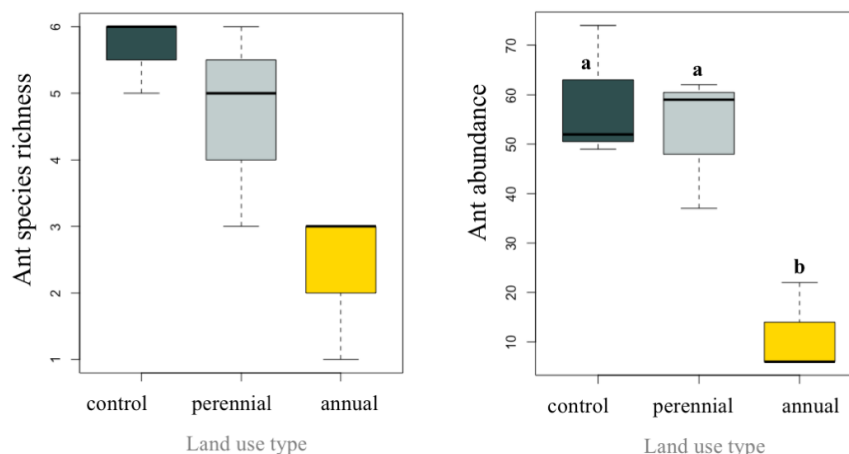 Ant species richness
6
5
4
3
2
1
control perennial annual
Land use type
Ant abundance
70
60
50
40
30
20
10
a
a
b
control perennial annual
Land use type